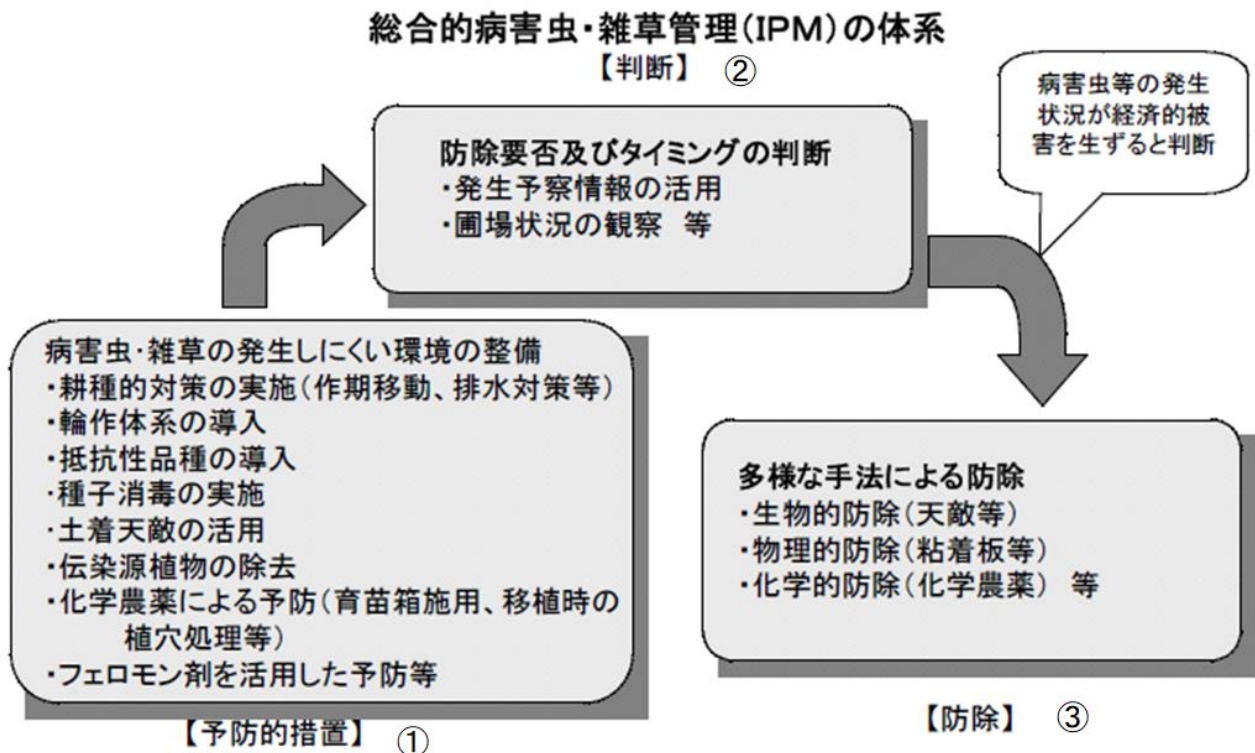 総合的病害虫・雑草管理(IPM)の体系
【判断】 ②
防除要否及びタイミングの判断
・発生予察情報の活用
・圃場状況の観察 等
病害虫等の発生
状況が経済的被
害を生ずると判断
病害虫・雑草の発生しにくい環境の整備
・耕種的対策の実施(作期移動、排水対策等)
・輪作体系の導入
・抵抗性品種の導入
・種子消毒の実施
・土着天敵の活用
・伝染源植物の除去
・化学農薬による予防(育苗箱施用、移植時の
植穴処理等)
・フェロモン剤を活用した予防等
【予防的措置】 ①
多様な手法による防除
・生物的防除(天敵等)
・物理的防除(粘着板等)
・化学的防除(化学農薬) 等
【防除】 ③